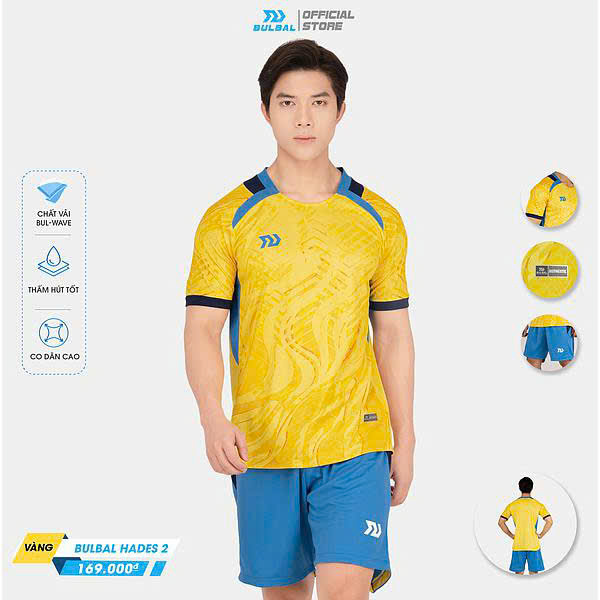 BULBAL
OFFICIAL
STORE
CHẤT VẢI
BUL-WAVE
THẤM HÚT TỐT
CO DÃN CAO
AUTHENTIC
VÀNG
BULBAL HADES 2
169.000đ